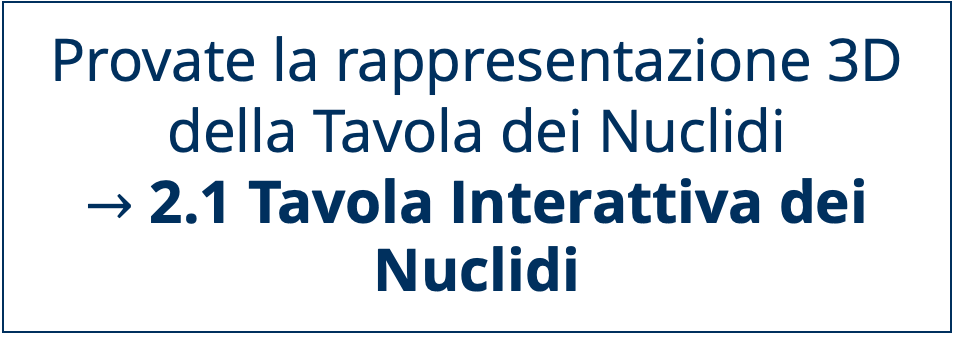 Provate la rappresentazione 3D
della Tavola dei Nuclidi
→ 2.1 Tavola Interattiva dei
Nuclidi